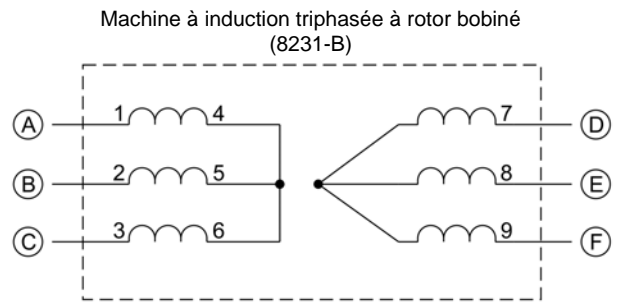 Machine à induction triphasée à rotor bobiné
(8231-B)
A 1 4 7 D
B 2 5 8 E
C 3 6 9 F